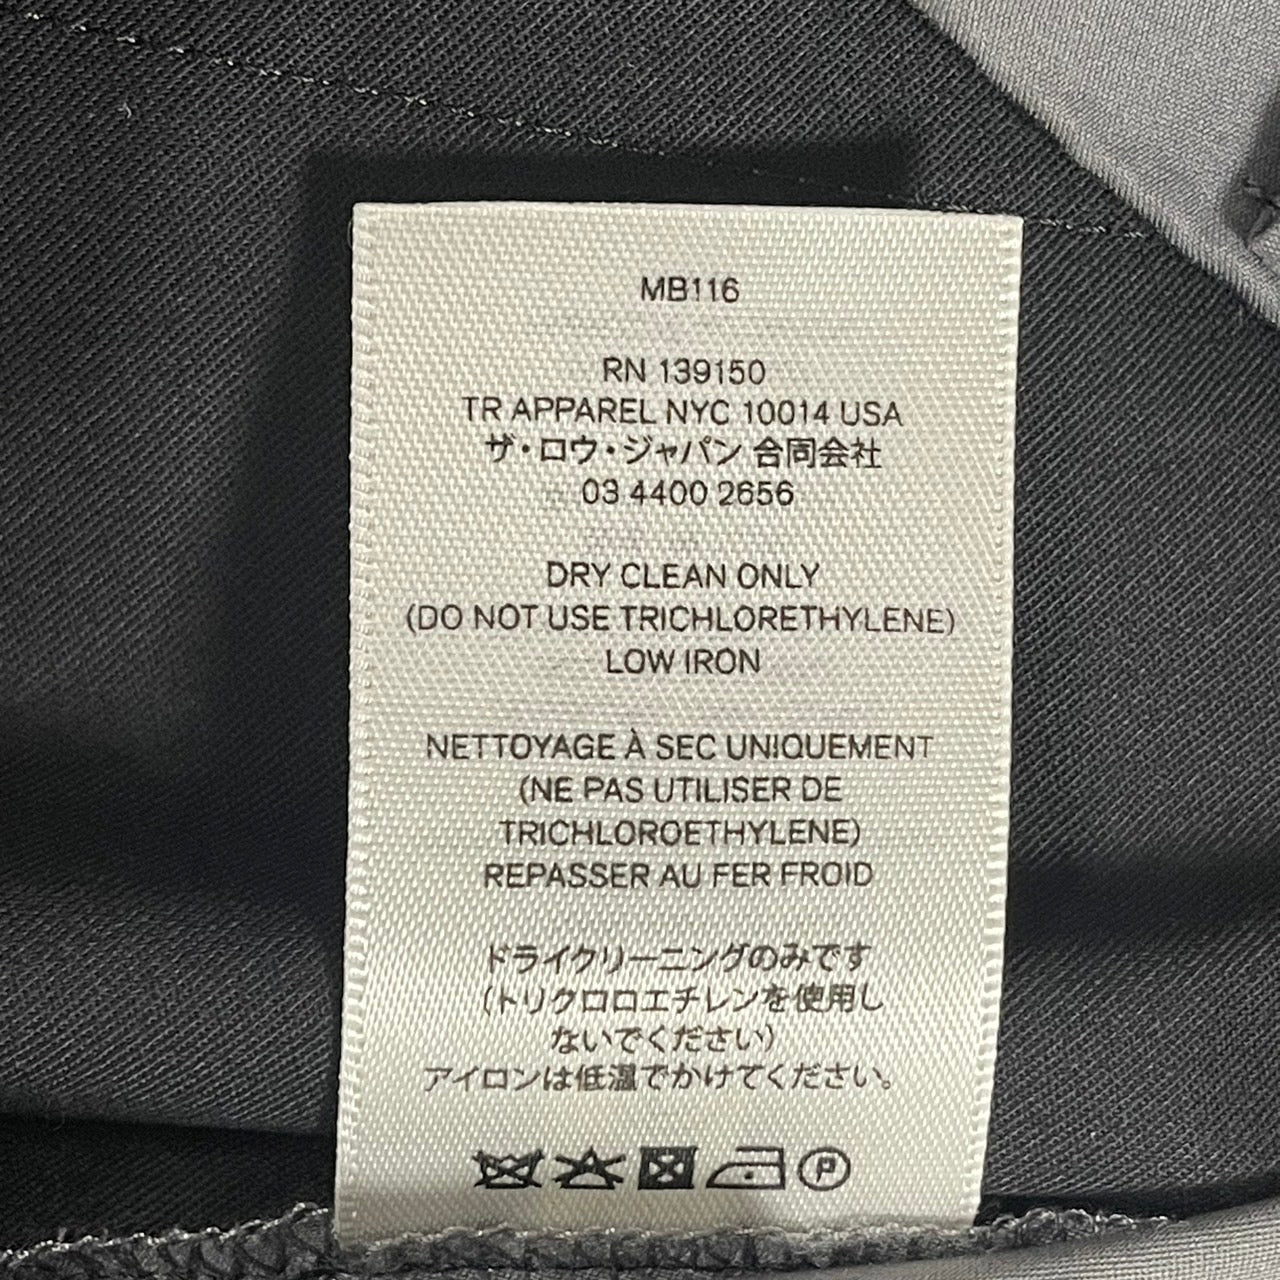 MB116
RN 139150
TR APPAREL NYC 10014 USA
ザ・ロウ・ジャパン 合同会社
03 4400 2656
DRY CLEAN ONLY
(DO NOT USE TRICHLORETHYLENE)
LOW IRON
NETTOYAGE À SEC UNIQUEMENT
(NE PAS UTILISER DE
TRICHLOROETHYLENE)
REPASSER AU FER FROID
ドライクリーニングのみです
(トリクロロエチレンを使用し
ないでください)
アイロンは低温でかけてください。
P